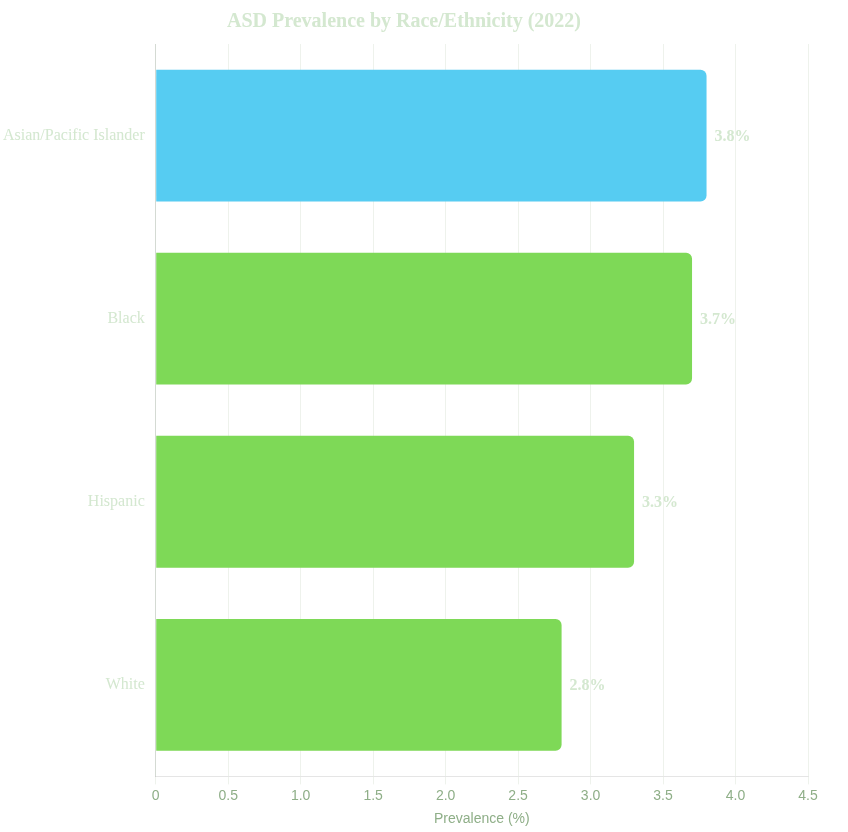 ASD Prevalence by Race/Ethnicity (2022)
Asian/Pacific Islander
3.8%
Black
3.7%
Hispanic
3.3%
White
2.8%
0 0.5 1.0 1.5 2.0 2.5 3.0 3.5 4.0 4.5
Prevalence (%)